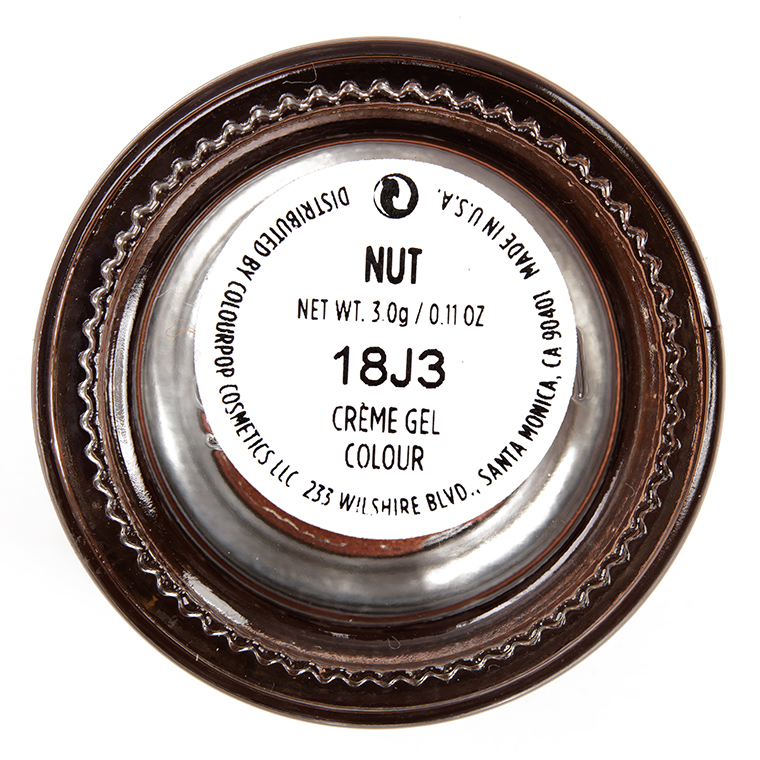 NUT
NET WT. 3.0g / 0.11 OZ
18J3
CRÈME GEL
COLOUR
DISTRIBUTED BY COLOURPOP COSMETICS LLC 233 WILSHIRE BLVD., SANTA MONICA, CA 90401 MADE IN U.S.A.